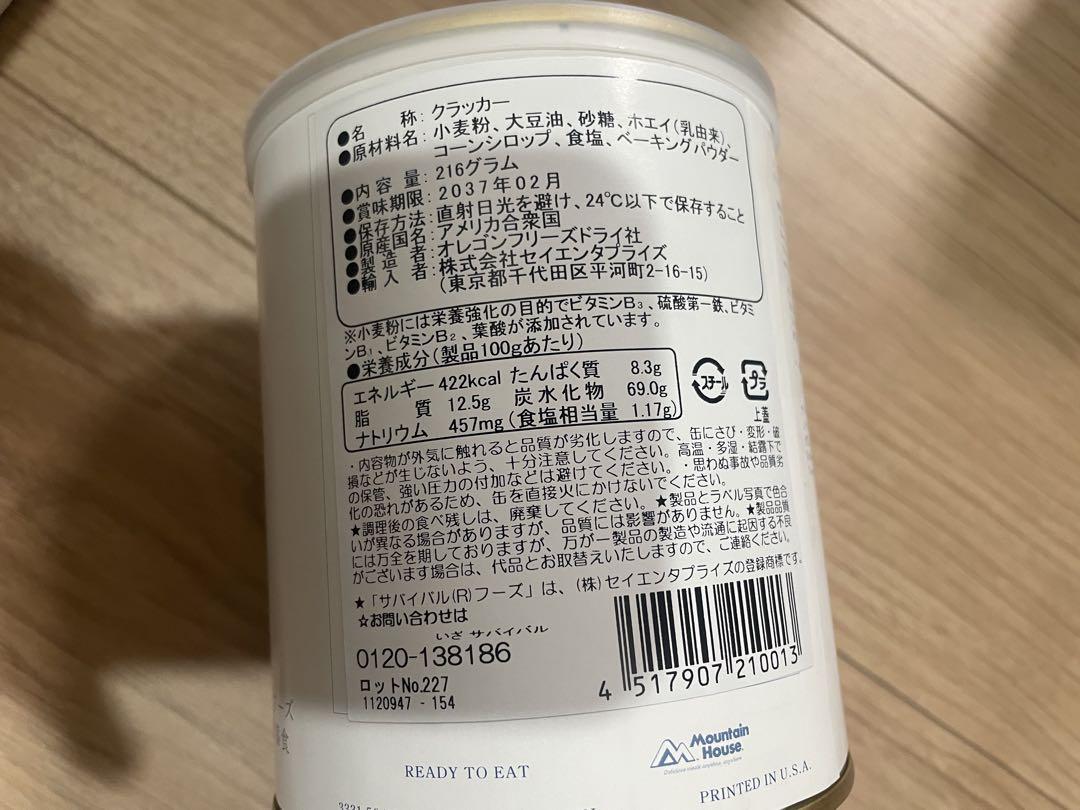 ●名称：クラッカー
●原材料名：小麦粉、大豆油、砂糖、ホエイ(乳由来)、
コーンシロップ、食塩、ベーキングパウダー
●内容量：216グラム
●賞味期限：2037年02月
●保存方法：直射日光を避け、24℃以下で保存すること
●原産国名：アメリカ合衆国
●製造者：オレゴンフリーズドライ社
●輸入者：株式会社セイエンタプライズ
(東京都千代田区平河町2-16-15)
※小麦粉には栄養強化の目的でビタミンB₃、硫酸第一鉄、ビタミ
ンB₁、ビタミンB₂、葉酸が添加されています。
●栄養成分(製品100gあたり)
エネルギー 422kcal たんぱく質 8.3g
脂質 12.5g 炭水化物 69.0g
ナトリウム 457mg (食塩相当量 1.17g)
スチール
プラ
上蓋
・内容物が外気に触れると品質が劣化しますので、缶にさび・変形・破
損などが生じないよう、十分注意してください。高温・多湿・結露下で
の保管、強い圧力の付加などは避けてください。・思わぬ事故や品質劣
化の恐れがあるため、缶を直接火にかけないでください。
★調理後の食べ残しは、廃棄してください。★製品とラベル写真で色合
いが異なる場合がありますが、品質には影響がありません。★製品品質
には万全を期しておりますが、万が一製品の製造や流通に起因する不良
がございます場合は、代品とお取替えいたしますので、ご連絡ください。
★「サバイバル(R)フーズ」は、(株)セイエンタプライズの登録商標です。
☆お問い合わせは
いざ サバイバル
0120-138186
ロットNo.227
1120947 - 154
4 517907 210013
ーズ
食
Mountain
House
READY TO EAT
PRINTED IN U.S.A.